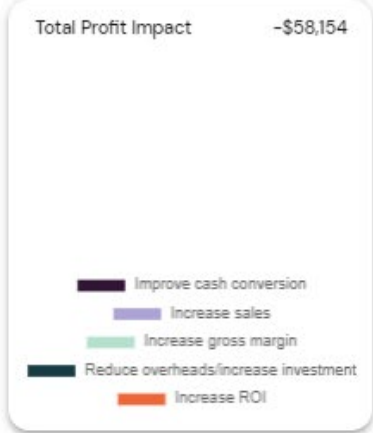 Total Profit Impact -$58,154
Improve cash conversion
Increase sales
Increase gross margin
Reduce overheads/increase investment
Increase ROI